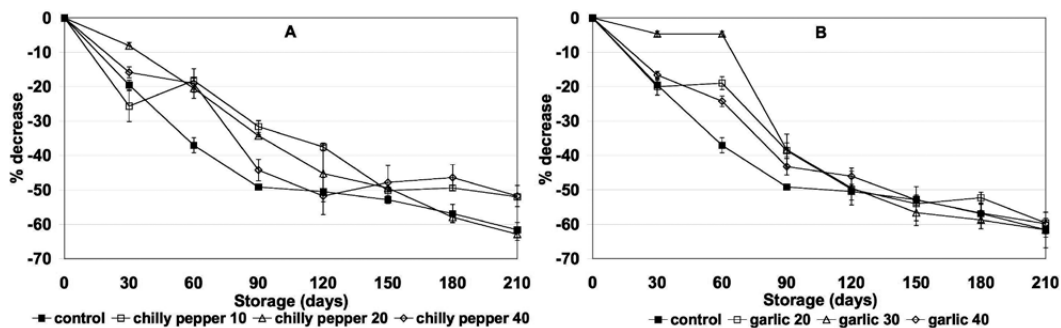 A
0
-10
-20
-30
-40
-50
-60
-70
% decrease
0 30 60 90 120 150 180 210
Storage (days)
control chilly pepper 10 chilly pepper 20 chilly pepper 40
B
0
-10
-20
-30
-40
-50
-60
-70
% decrease
0 30 60 90 120 150 180 210
Storage (days)
control garlic 20 garlic 30 garlic 40